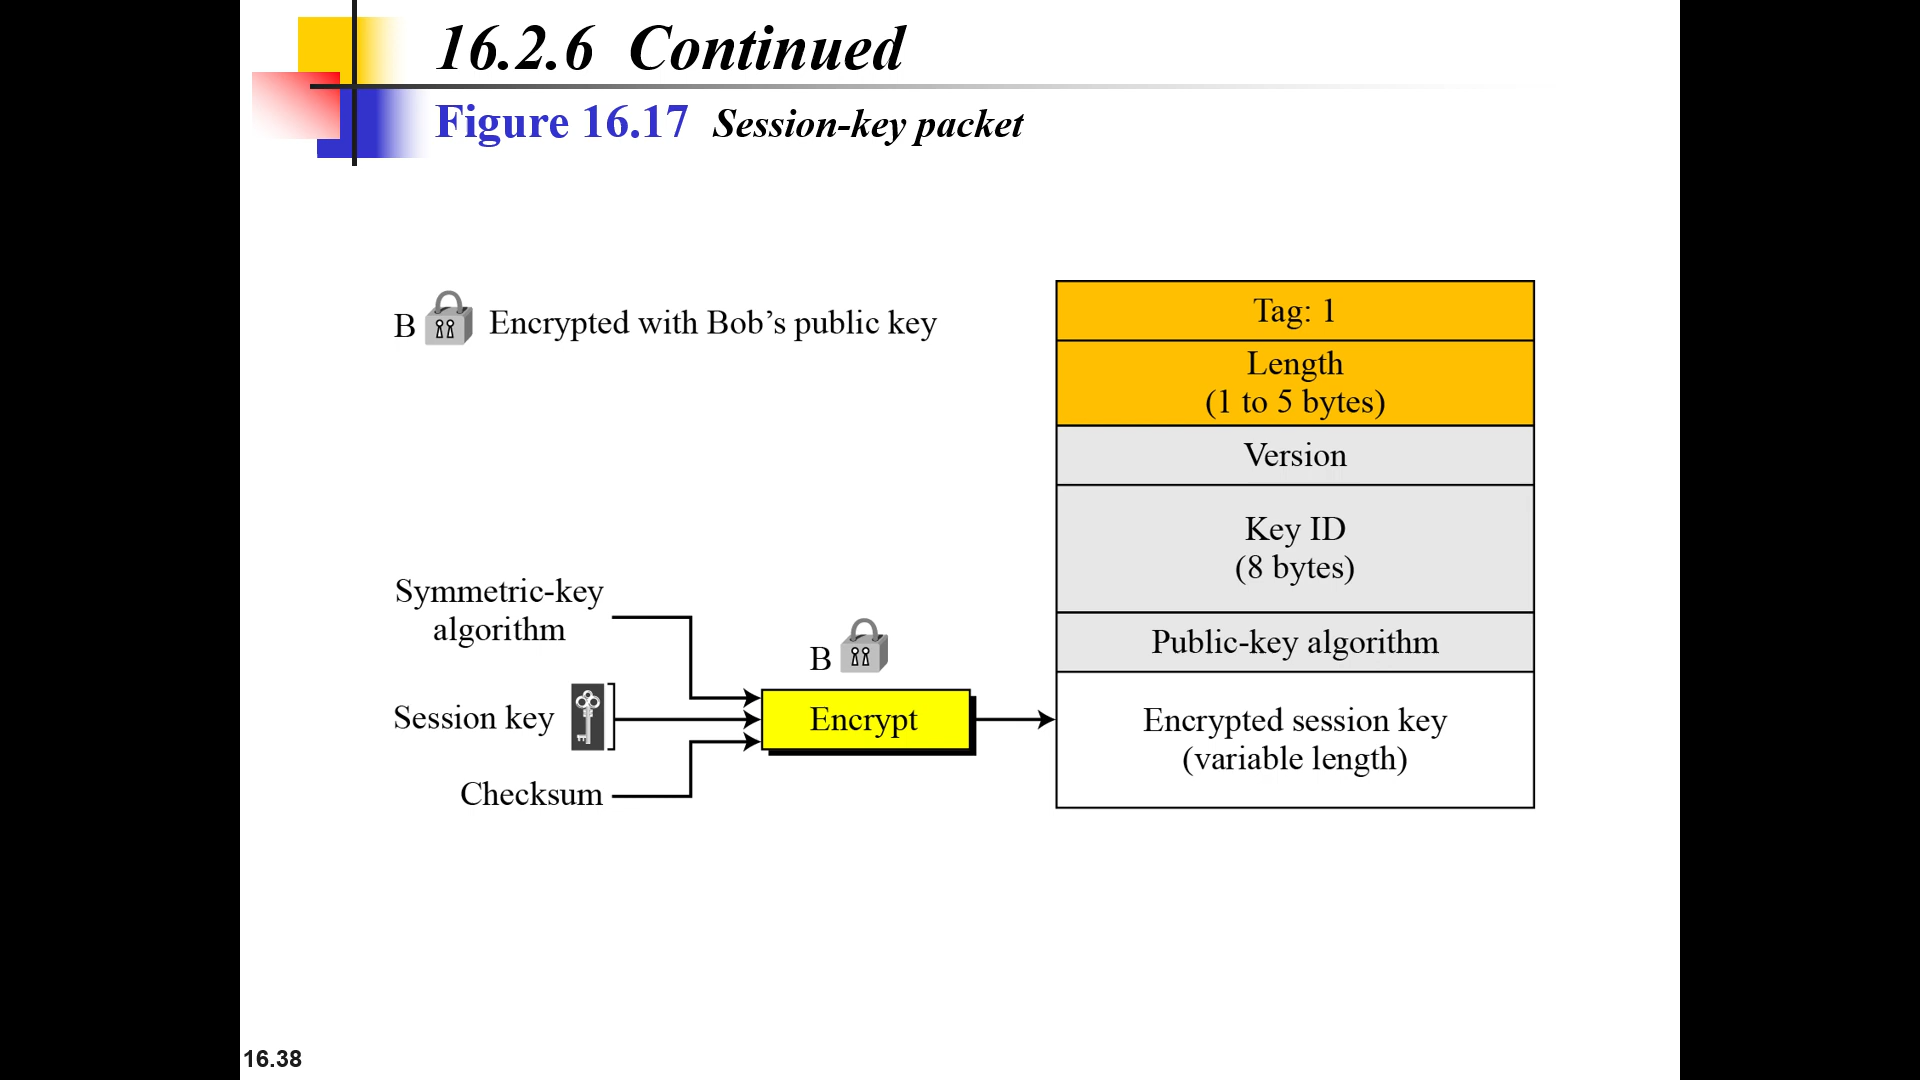 16.2.6  Continued
Figure 16.17  Session-key packet
B
Encrypted with Bob’s public key
Symmetric-key
algorithm
Session key
Checksum
B
Encrypt
Tag: 1
Length
(1 to 5 bytes)
Version
Key ID
(8 bytes)
Public-key algorithm
Encrypted session key
(variable length)
16.38